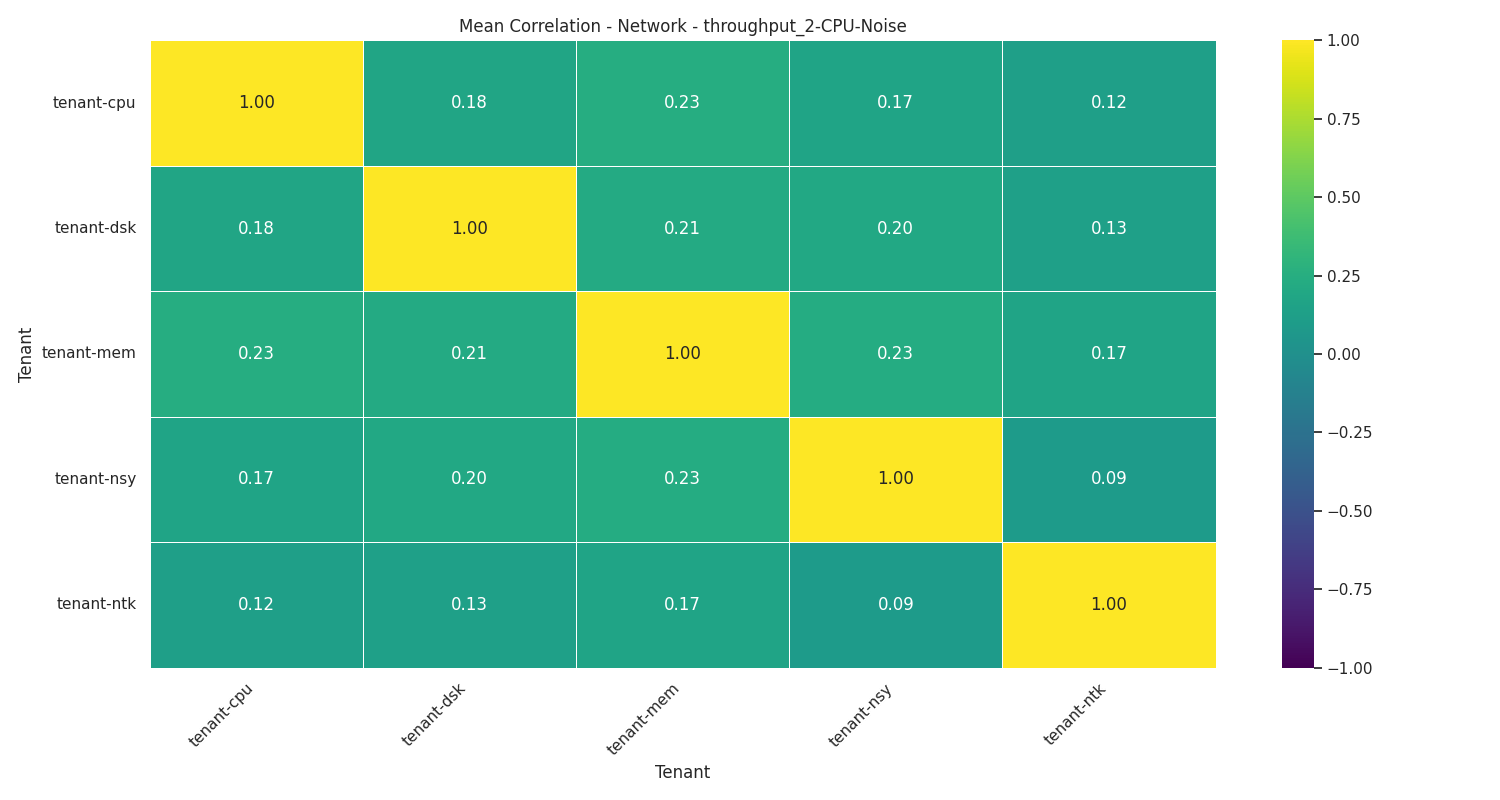 Mean Correlation - Network - throughput_2-CPU-Noise
tenant-cpu 1.00 0.18 0.23 0.17 0.12
tenant-dsk 0.18 1.00 0.21 0.20 0.13
tenant-mem 0.23 0.21 1.00 0.23 0.17
tenant-nsy 0.17 0.20 0.23 1.00 0.09
tenant-ntk 0.12 0.13 0.17 0.09 1.00
Tenant
tenant-cpu tenant-dsk tenant-mem tenant-nsy tenant-ntk
Tenant
1.00
0.75
0.50
0.25
0.00
−0.25
−0.50
−0.75
−1.00